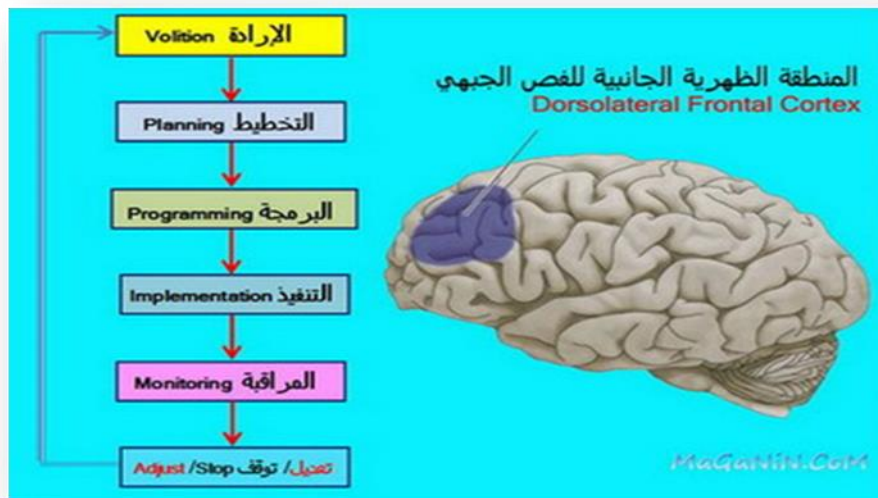 الإرادة Volition
التخطيط Planning
البرمجة Programming
التنفيذ Implementation
المراقبة Monitoring
تعديل/ توقف Adjust /Stop
المنطقة الظهرية الجانبية للفص الجبهي
Dorsolateral Frontal Cortex
MaGaNiN.CoM